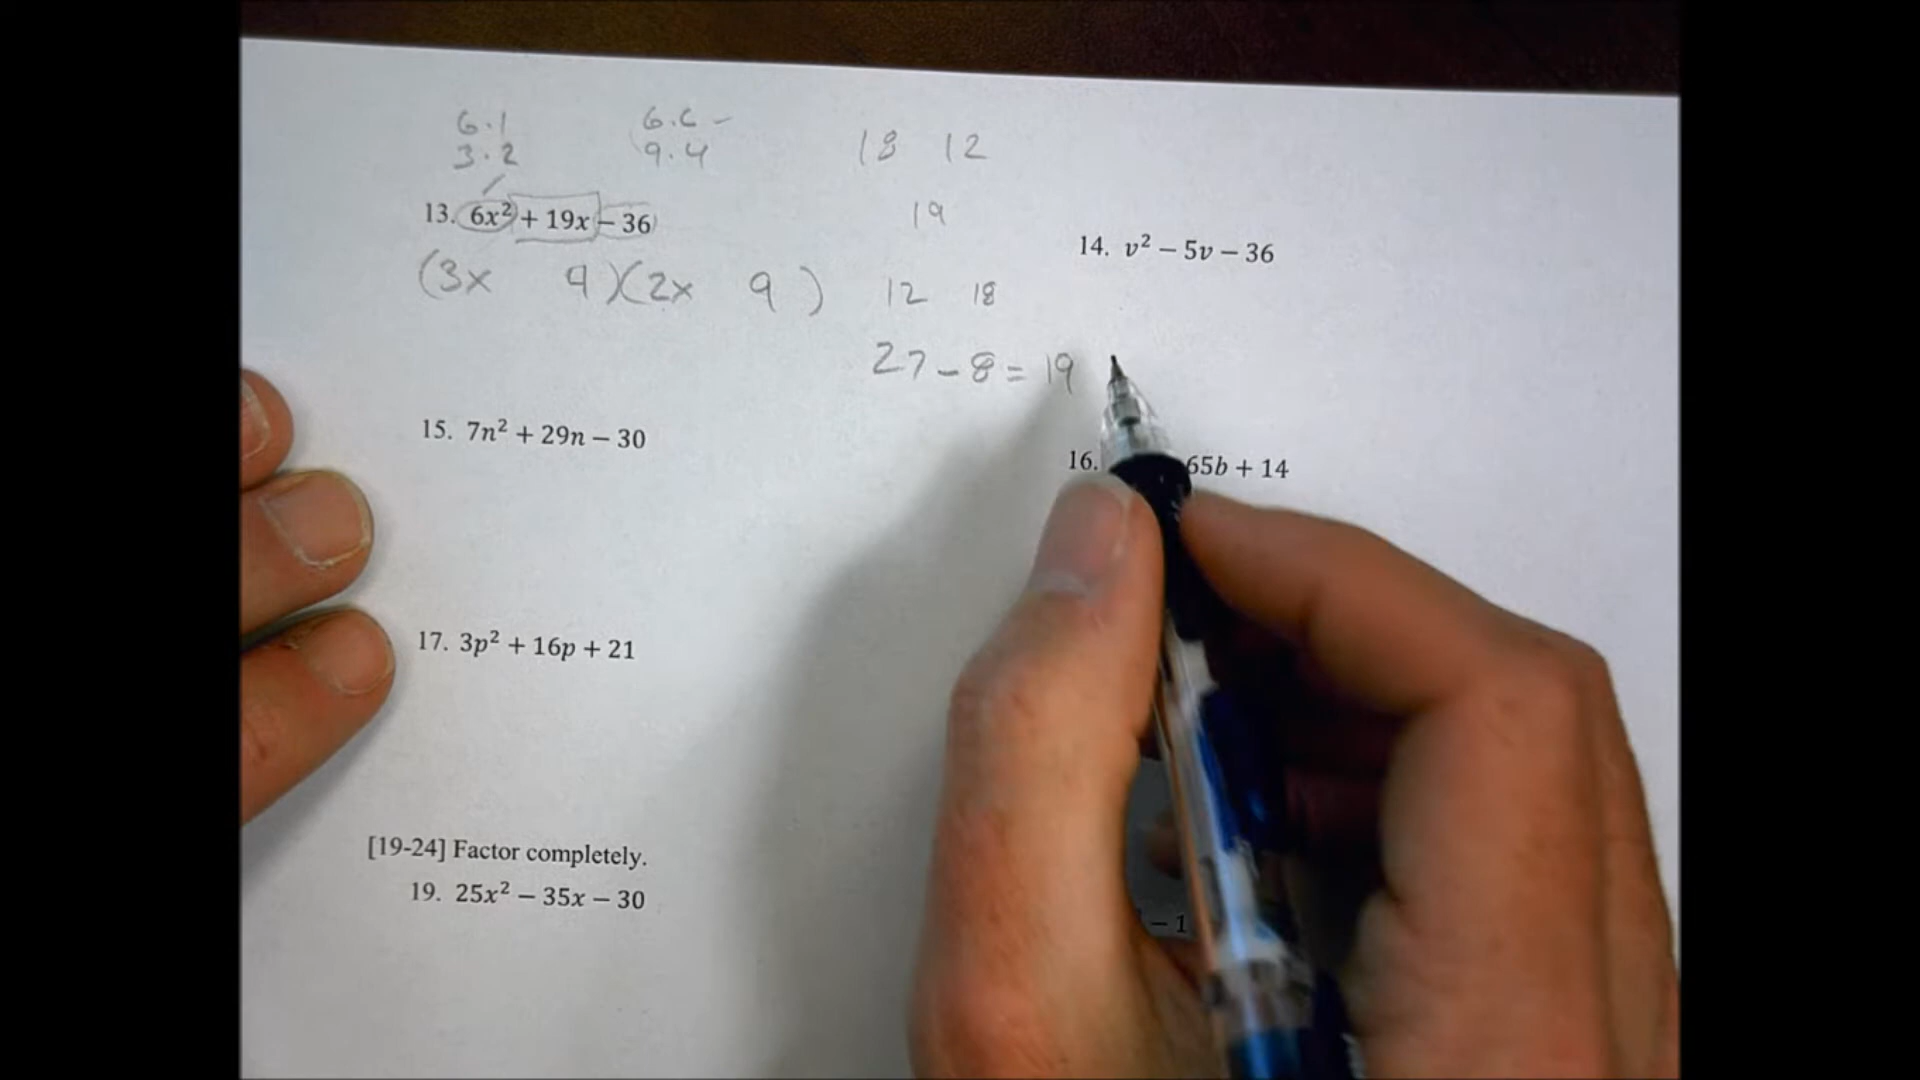 6·1 6·6 –
3·2 9·4 18 12
13. 6x² + 19x – 36 19
14. v² – 5v – 36
(3x 4)(2x 9 ) 12 18
27 – 8 = 19
15. 7n² + 29n – 30
16. 65b + 14
17. 3p² + 16p + 21
[19-24] Factor completely.
19. 25x² – 35x – 30
– 1